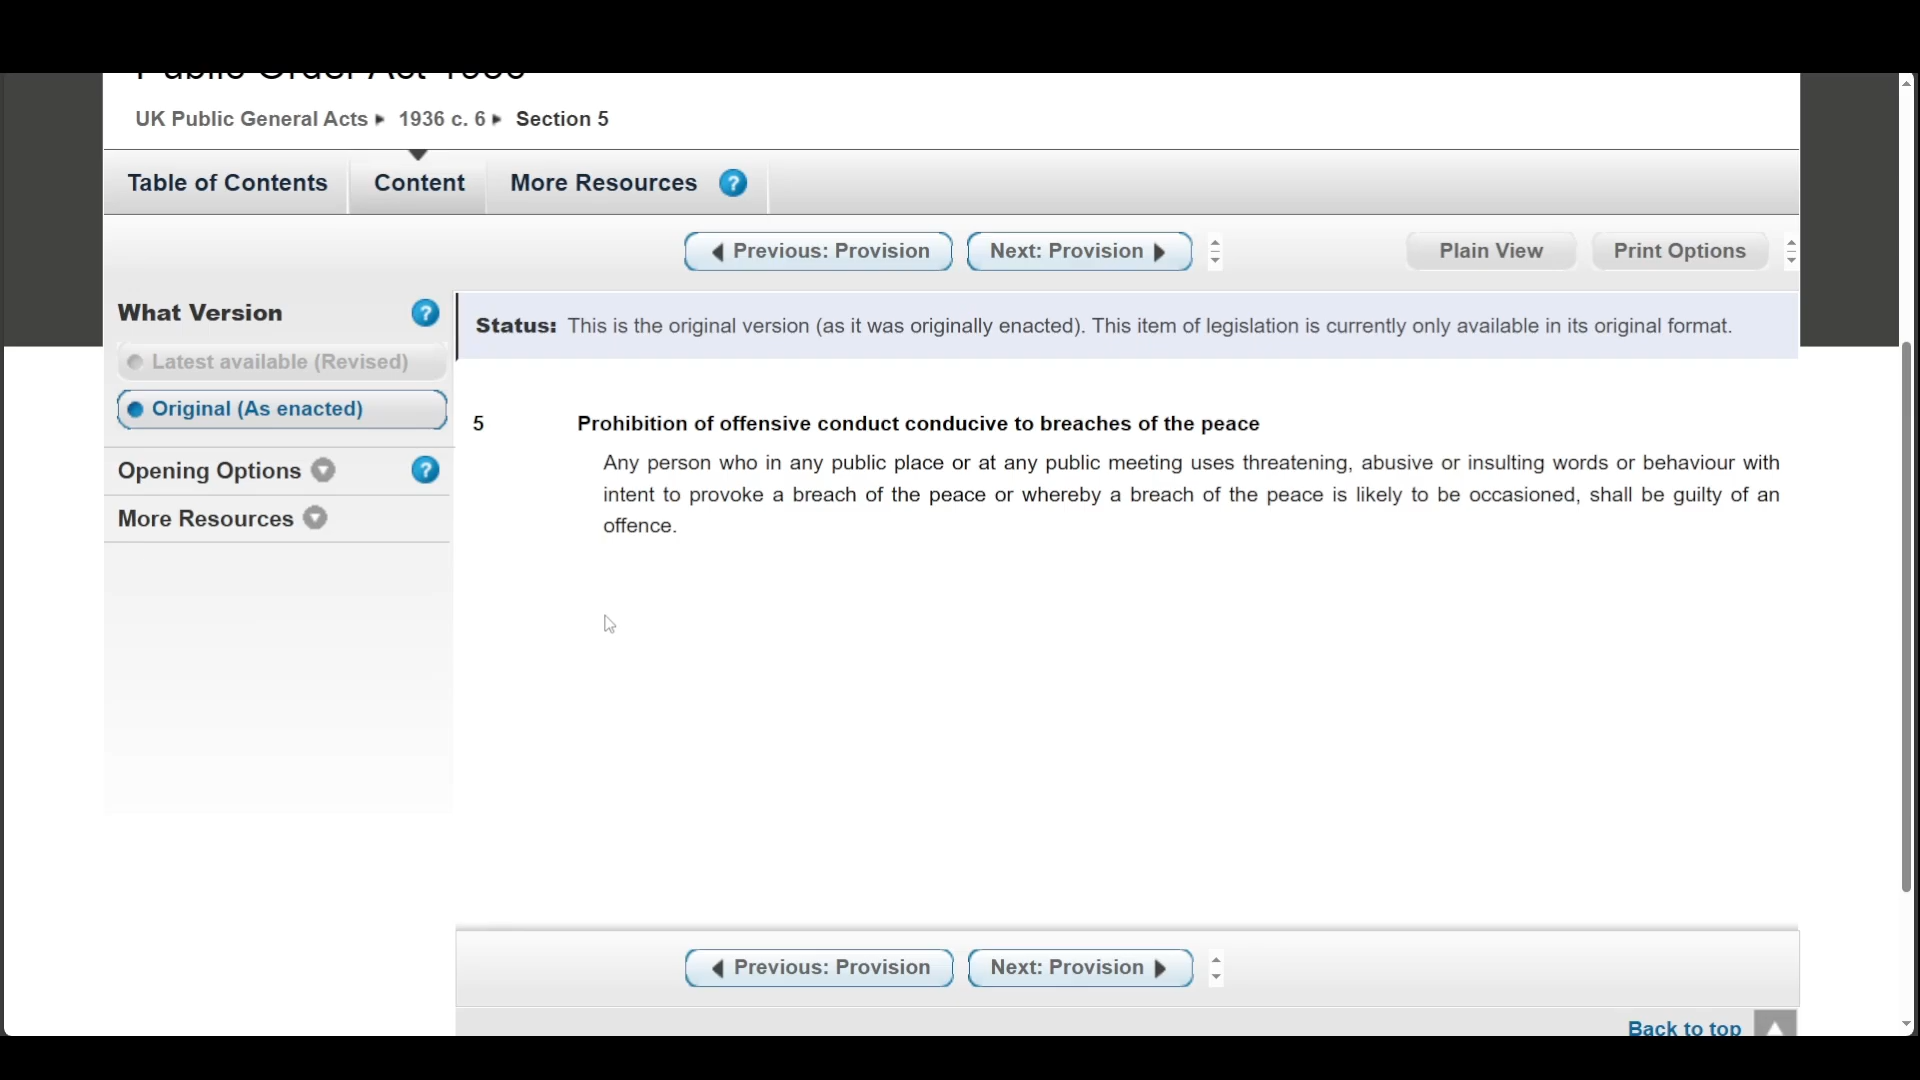 Public Order Act 1936
UK Public General Acts ▸ 1936 c. 6 ▸ Section 5
Table of Contents
Content
More Resources
?
Previous: Provision
Next: Provision
Plain View
Print Options
What Version
?
Latest available (Revised)
Original (As enacted)
Opening Options
?
More Resources
Status: This is the original version (as it was originally enacted). This item of legislation is currently only available in its original format.
5 Prohibition of offensive conduct conducive to breaches of the peace
Any person who in any public place or at any public meeting uses threatening, abusive or insulting words or behaviour with
intent to provoke a breach of the peace or whereby a breach of the peace is likely to be occasioned, shall be guilty of an
offence.
Previous: Provision
Next: Provision
Back to top